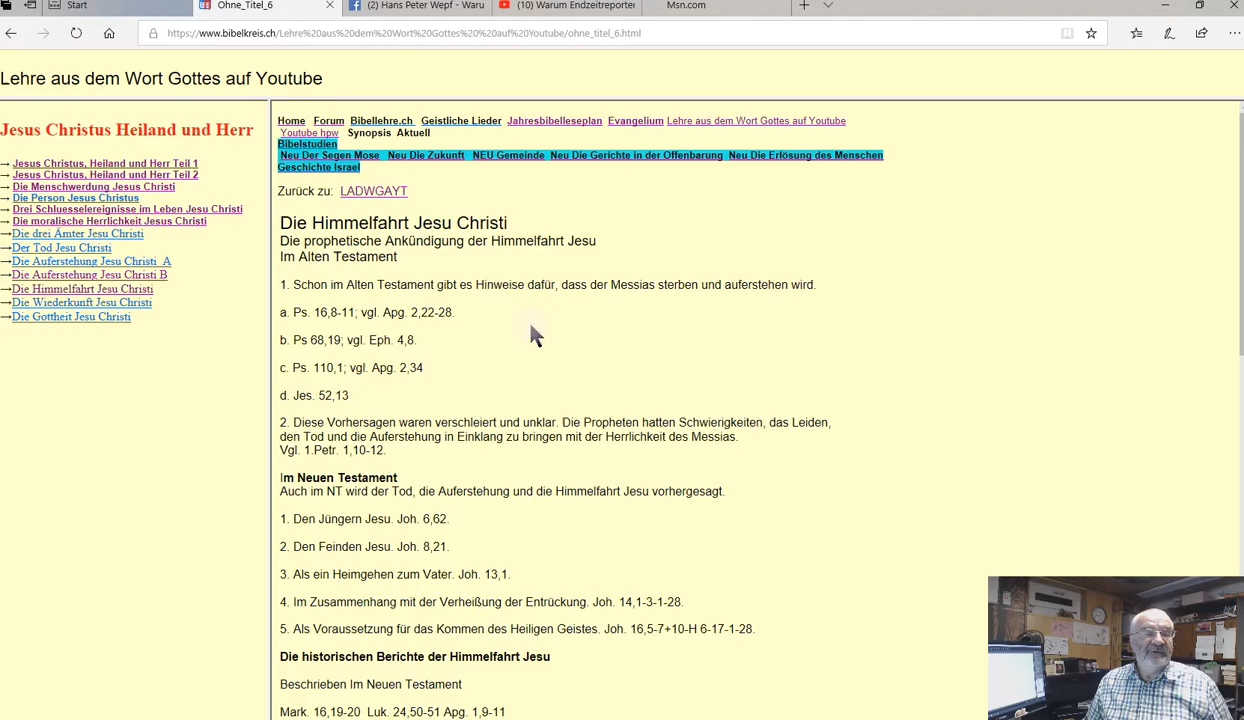 Start
Ohne_Titel_6
(2) Hans Peter Wepf - Waru
(10) Warum Endzeitreporter
Msn.com
https://www.bibelkreis.ch/Lehre%20aus%20dem%20Wort%20Gottes%20%20auf%20Youtube/ohne_titel_6.html
Lehre aus dem Wort Gottes auf Youtube
Jesus Christus Heiland und Herr
→ Jesus Christus, Heiland und Herr Teil 1
→ Jesus Christus, Heiland und Herr Teil 2
→ Die Menschwerdung Jesus Christi
→ Die Person Jesus Christus
→ Drei Schluesselereignisse im Leben Jesu Christi
→ Die moralische Herrlichkeit Jesus Christi
→Die drei Ämter Jesu Christi
→Der Tod Jesu Christi
→Die Auferstehung Jesu Christi A
→Die Auferstehung Jesu Christi B
→Die Himmelfahrt Jesu Christi
→Die Wiederkunft Jesu Christi
→Die Gottheit Jesu Christi
Home Forum Bibellehre.ch Geistliche Lieder Jahresbibelleseplan Evangelium Lehre aus dem Wort Gottes auf Youtube
Youtube hpw Synopsis Aktuell
Bibelstudien
Neu Der Segen Mose Neu Die Zukunft NEU Gemeinde Neu Die Gerichte in der Offenbarung Neu Die Erlösung des Menschen
Geschichte Israel
Zurück zu: LADWGAYT
Die Himmelfahrt Jesu Christi
Die prophetische Ankündigung der Himmelfahrt Jesu
Im Alten Testament
1. Schon im Alten Testament gibt es Hinweise dafür, dass der Messias sterben und auferstehen wird.
a. Ps. 16,8-11; vgl. Apg. 2,22-28.
b. Ps 68,19; vgl. Eph. 4,8.
c. Ps. 110,1; vgl. Apg. 2,34
d. Jes. 52,13
2. Diese Vorhersagen waren verschleiert und unklar. Die Propheten hatten Schwierigkeiten, das Leiden,
den Tod und die Auferstehung in Einklang zu bringen mit der Herrlichkeit des Messias.
Vgl. 1.Petr. 1,10-12.
Im Neuen Testament
Auch im NT wird der Tod, die Auferstehung und die Himmelfahrt Jesu vorhergesagt.
1. Den Jüngern Jesu. Joh. 6,62.
2. Den Feinden Jesu. Joh. 8,21.
3. Als ein Heimgehen zum Vater. Joh. 13,1.
4. Im Zusammenhang mit der Verheißung der Entrückung. Joh. 14,1-3-1-28.
5. Als Voraussetzung für das Kommen des Heiligen Geistes. Joh. 16,5-7+10-H 6-17-1-28.
Die historischen Berichte der Himmelfahrt Jesu
Beschrieben Im Neuen Testament
Mark. 16,19-20 Luk. 24,50-51 Apg. 1,9-11